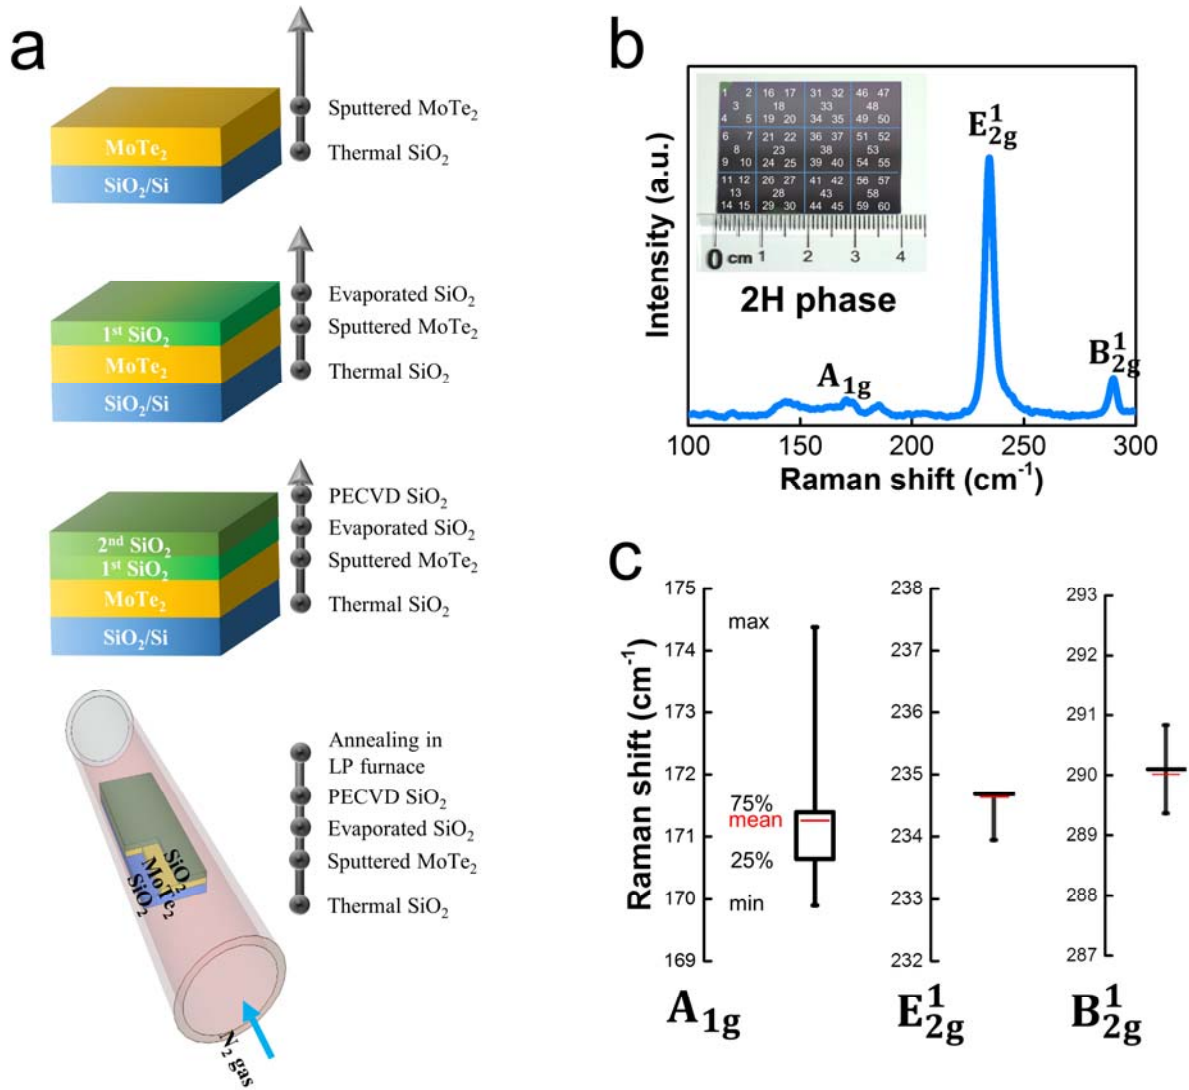 a
MoTe₂
SiO₂/Si
Sputtered MoTe₂
Thermal SiO₂
1ˢᵗ SiO₂
MoTe₂
SiO₂/Si
Evaporated SiO₂
Sputtered MoTe₂
Thermal SiO₂
2ⁿᵈ SiO₂
1ˢᵗ SiO₂
MoTe₂
SiO₂/Si
PECVD SiO₂
Evaporated SiO₂
Sputtered MoTe₂
Thermal SiO₂
SiO₂
MoTe₂
SiO₂
N₂ gas
Annealing in
LP furnace
PECVD SiO₂
Evaporated SiO₂
Sputtered MoTe₂
Thermal SiO₂
b
Intensity (a.u.)
1 2 16 17 31 32 46 47
3 18 33 48
4 5 19 20 34 35 49 50
6 7 21 22 36 37 51 52
8 23 38 53
9 10 24 25 39 40 54 55
11 12 26 27 41 42 56 57
13 28 43 58
14 15 29 30 44 45 59 60
0 cm 1 2 3 4
2H phase
A₁g
E¹₂g
B¹₂g
100 150 200 250 300
Raman shift (cm⁻¹)
c
Raman shift (cm⁻¹)
175
174
173
172
171
170
169
max
75%
mean
25%
min
A₁g
238
237
236
235
234
233
232
E¹₂g
293
292
291
290
289
288
287
B¹₂g